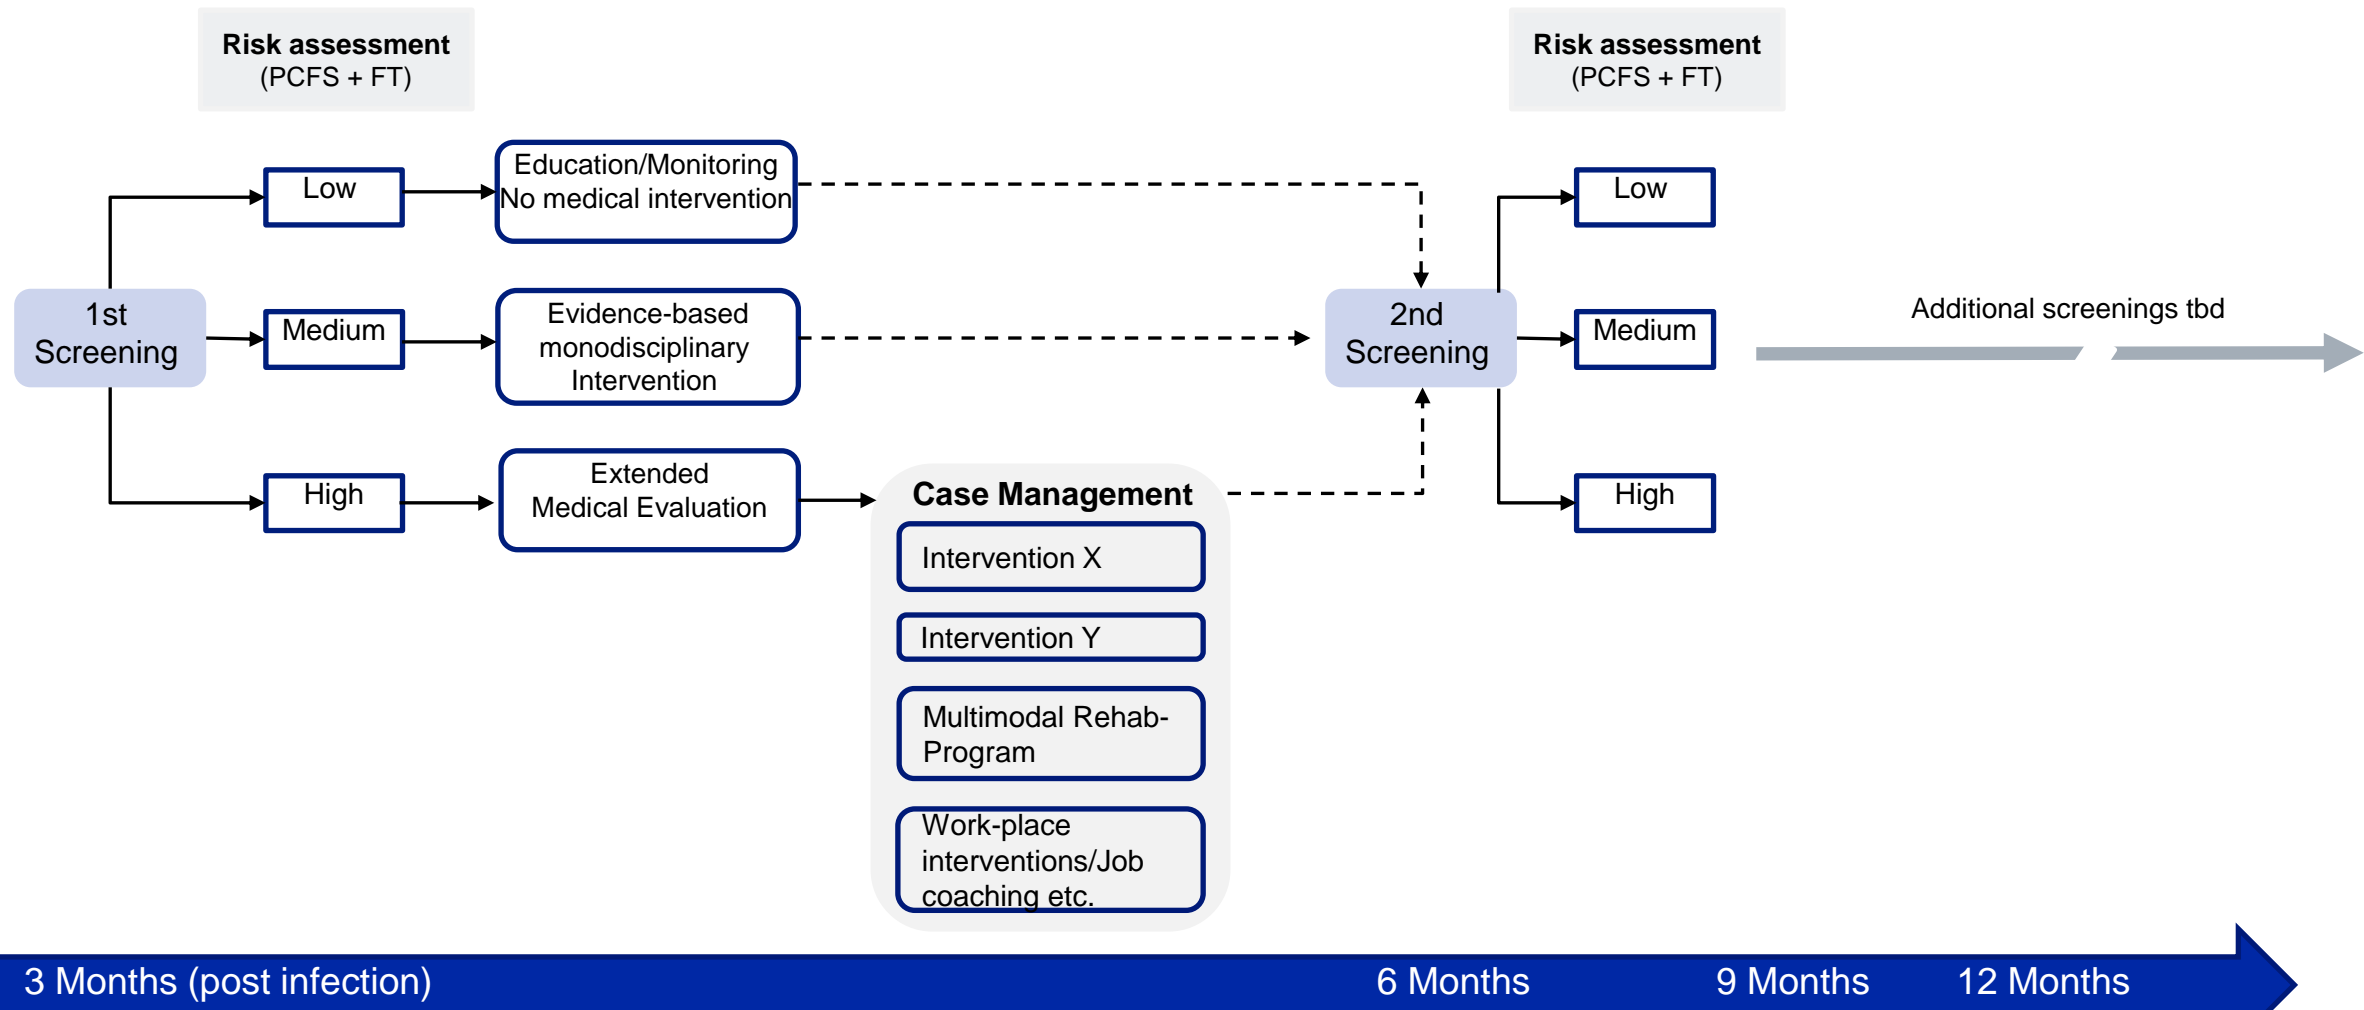 Risk assessment
(PCFS + FT)
Risk assessment
(PCFS + FT)
1st
Screening
Low
Medium
High
Education/Monitoring
No medical intervention
Evidence-based
monodisciplinary
Intervention
Extended
Medical Evaluation
Case Management
Intervention X
Intervention Y
Multimodal Rehab-
Program
Work-place
interventions/Job
coaching etc.
2nd
Screening
Low
Medium
High
Additional screenings tbd
3 Months (post infection)
6 Months
9 Months
12 Months